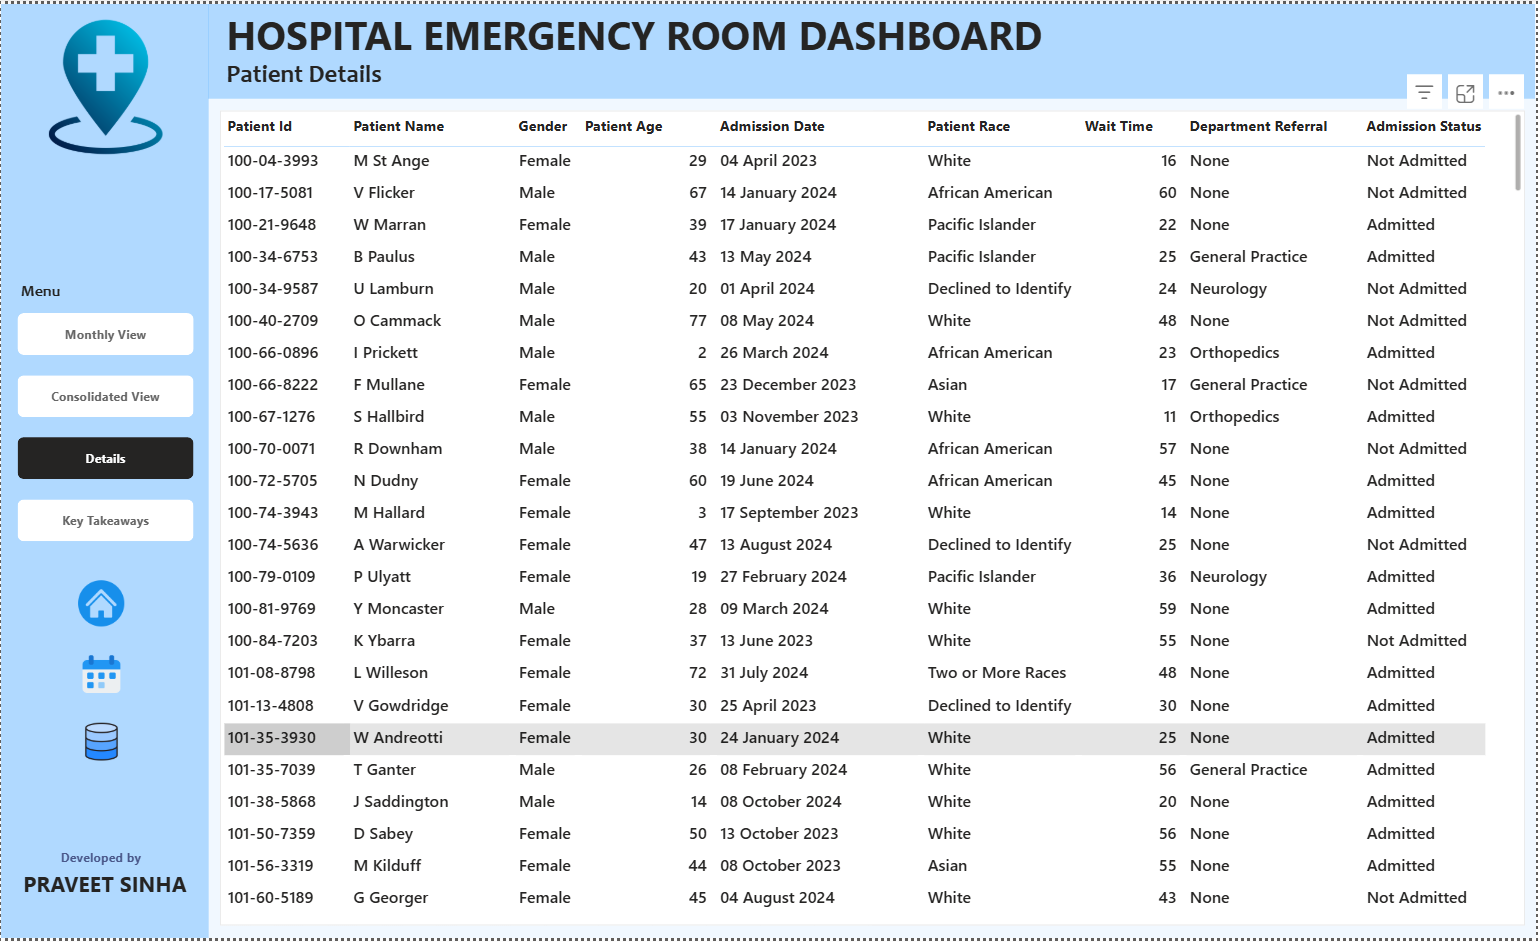 HOSPITAL EMERGENCY ROOM DASHBOARD
Patient Details
Menu
Monthly View
Consolidated View
Details
Key Takeaways
Developed by
PRAVEET SINHA
Patient Id Patient Name Gender Patient Age Admission Date Patient Race Wait Time Department Referral Admission Status
100-04-3993 M St Ange Female 29 04 April 2023 White 16 None Not Admitted
100-17-5081 V Flicker Male 67 14 January 2024 African American 60 None Not Admitted
100-21-9648 W Marran Female 39 17 January 2024 Pacific Islander 22 None Admitted
100-34-6753 B Paulus Male 43 13 May 2024 Pacific Islander 25 General Practice Admitted
100-34-9587 U Lamburn Male 20 01 April 2024 Declined to Identify 24 Neurology Not Admitted
100-40-2709 O Cammack Male 77 08 May 2024 White 48 None Not Admitted
100-66-0896 I Prickett Male 2 26 March 2024 African American 23 Orthopedics Admitted
100-66-8222 F Mullane Female 65 23 December 2023 Asian 17 General Practice Not Admitted
100-67-1276 S Hallbird Male 55 03 November 2023 White 11 Orthopedics Admitted
100-70-0071 R Downham Male 38 14 January 2024 African American 57 None Not Admitted
100-72-5705 N Dudny Female 60 19 June 2024 African American 45 None Admitted
100-74-3943 M Hallard Female 3 17 September 2023 White 14 None Admitted
100-74-5636 A Warwicker Female 47 13 August 2024 Declined to Identify 25 None Not Admitted
100-79-0109 P Ulyatt Female 19 27 February 2024 Pacific Islander 36 Neurology Admitted
100-81-9769 Y Moncaster Male 28 09 March 2024 White 59 None Admitted
100-84-7203 K Ybarra Female 37 13 June 2023 White 55 None Not Admitted
101-08-8798 L Willeson Female 72 31 July 2024 Two or More Races 48 None Admitted
101-13-4808 V Gowdridge Female 30 25 April 2023 Declined to Identify 30 None Admitted
101-35-3930 W Andreotti Female 30 24 January 2024 White 25 None Admitted
101-35-7039 T Ganter Male 26 08 February 2024 White 56 General Practice Admitted
101-38-5868 J Saddington Male 14 08 October 2024 White 20 None Admitted
101-50-7359 D Sabey Female 50 13 October 2023 White 56 None Admitted
101-56-3319 M Kilduff Female 44 08 October 2023 Asian 55 None Admitted
101-60-5189 G Georger Female 45 04 August 2024 White 43 None Not Admitted